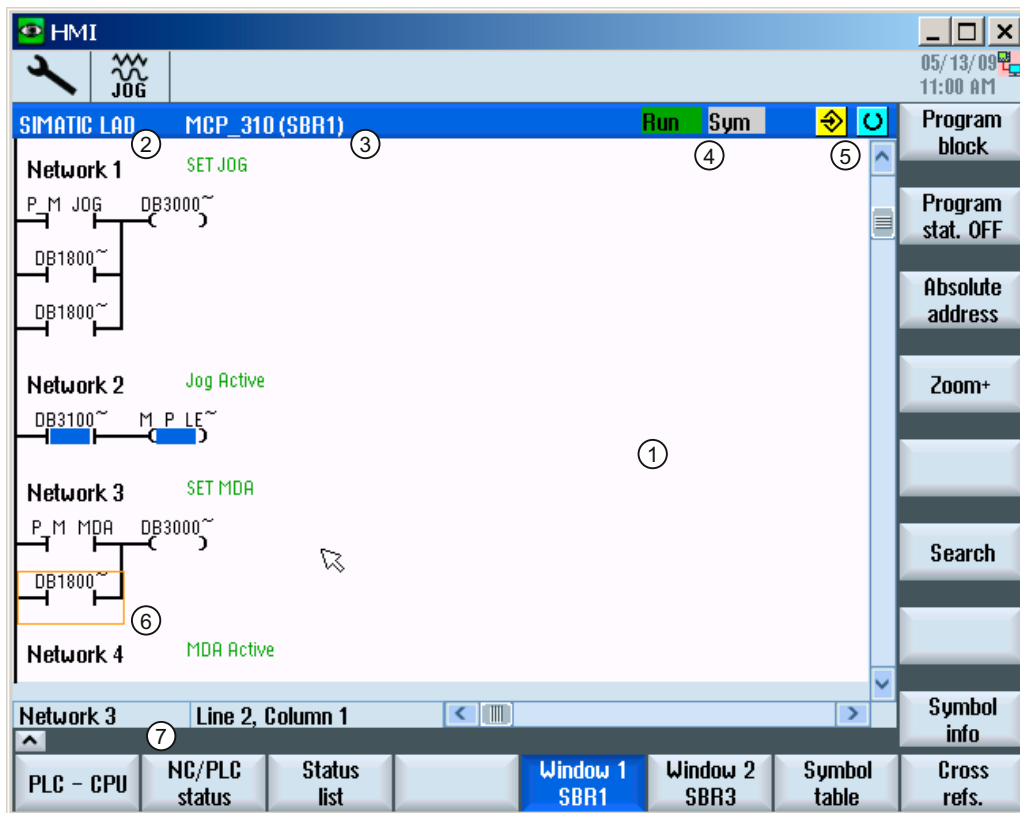 HMI
JOG
05/13/09
11:00 AM
SIMATIC LAD MCP_310 (SBR1) Run Sym
2
3
4
5
Program
block
Network 1 SET JOG
P_M JOG DB3000~
DB1800~
DB1800~
Program
stat. OFF
Absolute
address
Network 2 Jog Active
DB3100~ M_P_LE~
Zoom+
1
Network 3 SET MDA
P_M MDA DB3000~
DB1800~
6
Search
Network 4 MDA Active
Network 3 Line 2, Column 1
7
Symbol
info
PLC - CPU
NC/PLC
status
Status
list
Window 1
SBR1
Window 2
SBR3
Symbol
table
Cross
refs.